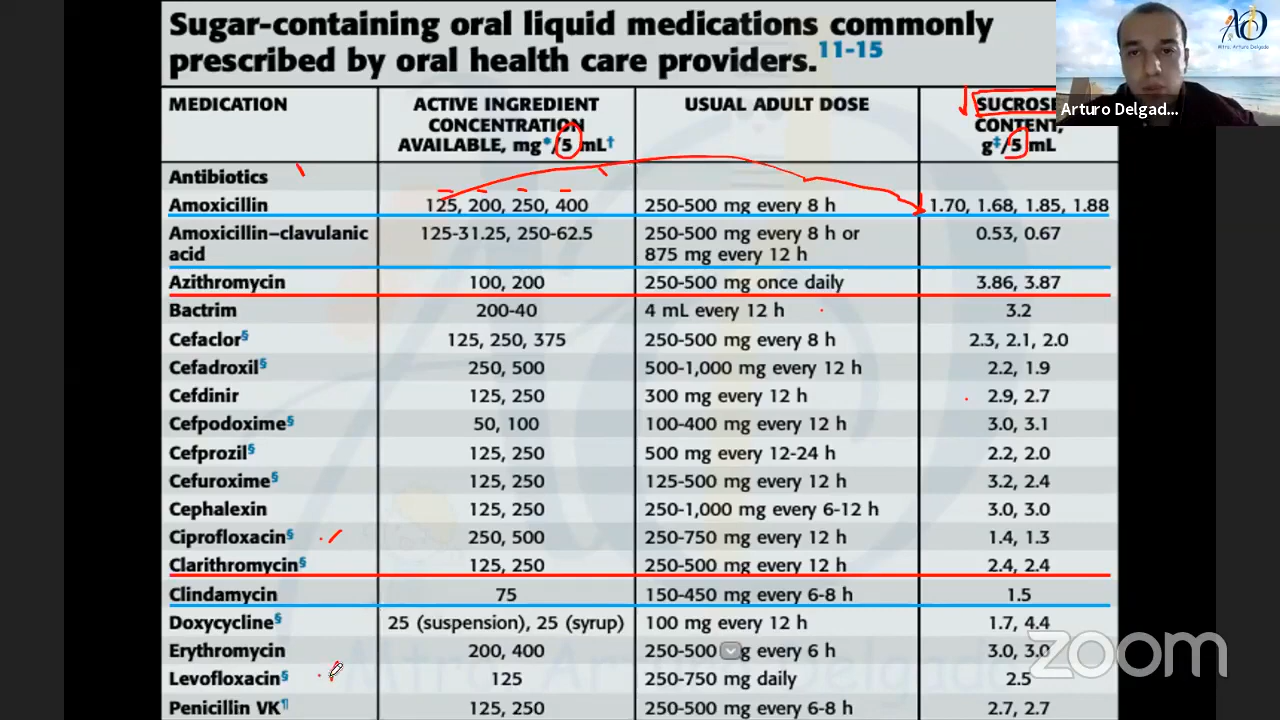 Sugar-containing oral liquid medications commonly
prescribed by oral health care providers.11-15
MEDICATION
ACTIVE INGREDIENT
CONCENTRATION
AVAILABLE, mg*/5 mL†
USUAL ADULT DOSE
SUCROSE
CONTENT,
g‡/5 mL
Antibiotics
Amoxicillin 125, 200, 250, 400 250-500 mg every 8 h 1.70, 1.68, 1.85, 1.88
Amoxicillin–clavulanic 125-31.25, 250-62.5 250-500 mg every 8 h or 0.53, 0.67
acid 875 mg every 12 h
Azithromycin 100, 200 250-500 mg once daily 3.86, 3.87
Bactrim 200-40 4 mL every 12 h 3.2
Cefaclor§ 125, 250, 375 250-500 mg every 8 h 2.3, 2.1, 2.0
Cefadroxil§ 250, 500 500-1,000 mg every 12 h 2.2, 1.9
Cefdinir 125, 250 300 mg every 12 h 2.9, 2.7
Cefpodoxime§ 50, 100 100-400 mg every 12 h 3.0, 3.1
Cefprozil§ 125, 250 500 mg every 12-24 h 2.2, 2.0
Cefuroxime§ 125, 250 125-500 mg every 12 h 3.2, 2.4
Cephalexin 125, 250 250-1,000 mg every 6-12 h 3.0, 3.0
Ciprofloxacin§ 250, 500 250-750 mg every 12 h 1.4, 1.3
Clarithromycin§ 125, 250 250-500 mg every 12 h 2.4, 2.4
Clindamycin 75 150-450 mg every 6-8 h 1.5
Doxycycline§ 25 (suspension), 25 (syrup) 100 mg every 12 h 1.7, 4.4
Erythromycin 200, 400 250-500 g every 6 h 3.0, 3.0
Levofloxacin§ 125 250-750 mg daily 2.5
Penicillin VK¶ 125, 250 250-500 mg every 6-8 h 2.7, 2.7
Arturo Delgad...
Mtro. Arturo Delgado
Mtro Arturo Delgado
zoom